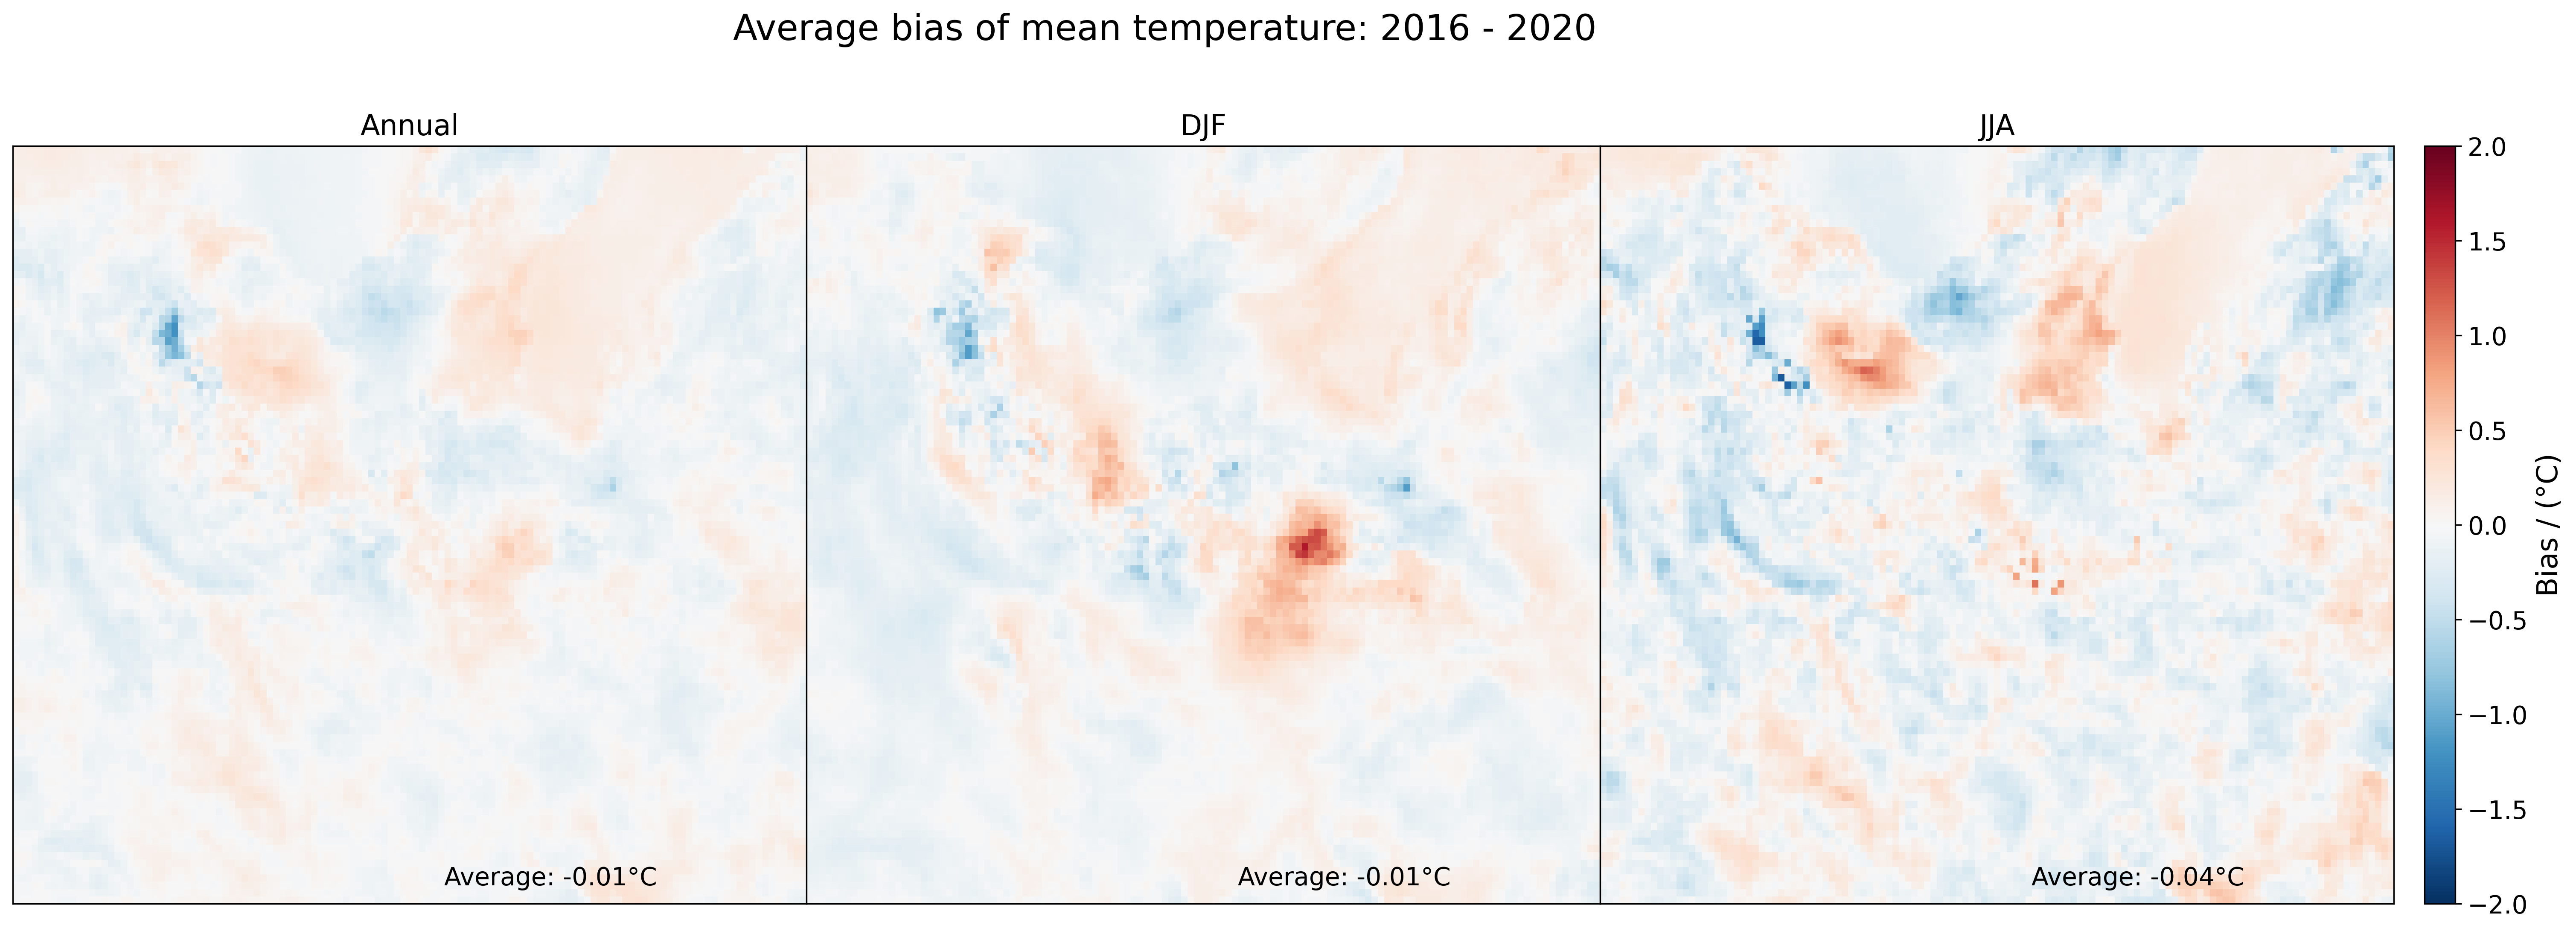 Average bias of mean temperature: 2016 - 2020
Annual
DJF
JJA
Average: -0.01°C
Average: -0.01°C
Average: -0.04°C
2.0
1.5
1.0
0.5
0.0
−0.5
−1.0
−1.5
−2.0
Bias / (°C)